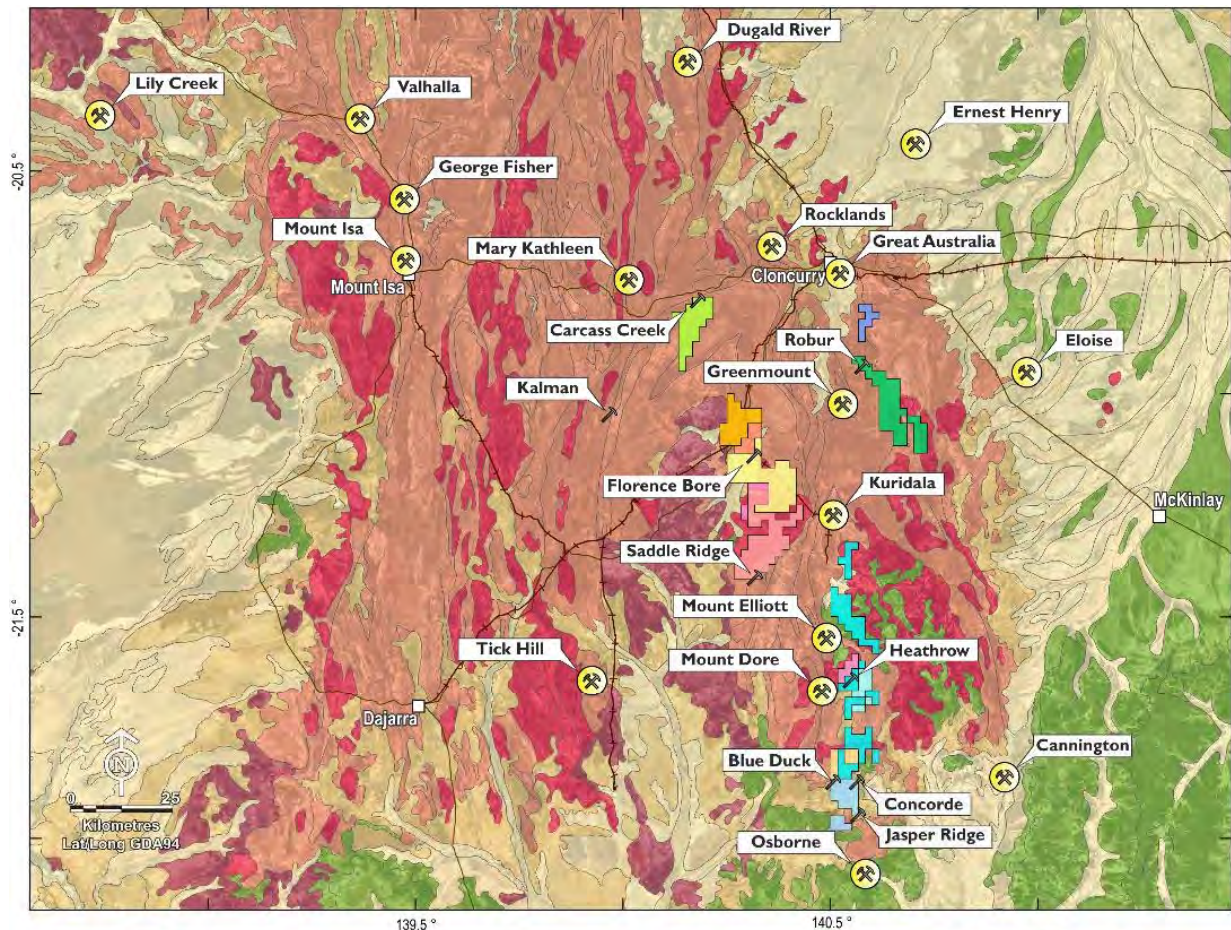 Dugald River
Lily Creek
Valhalla
Ernest Henry
-20.5 °
George Fisher
Rocklands
Mount Isa
Mary Kathleen
Great Australia
Cloncurry
Mount Isa
Carcass Creek
Robur
Eloise
Greenmount
Kalman
Florence Bore
Kuridala
McKinlay
Saddle Ridge
-21.5 °
Mount Elliott
Heathrow
Tick Hill
Mount Dore
Dajarra
N
Cannington
Blue Duck
0 25
Concorde
Kilometres
Lat/Long GDA94
Jasper Ridge
Osborne
139.5 °
140.5 °